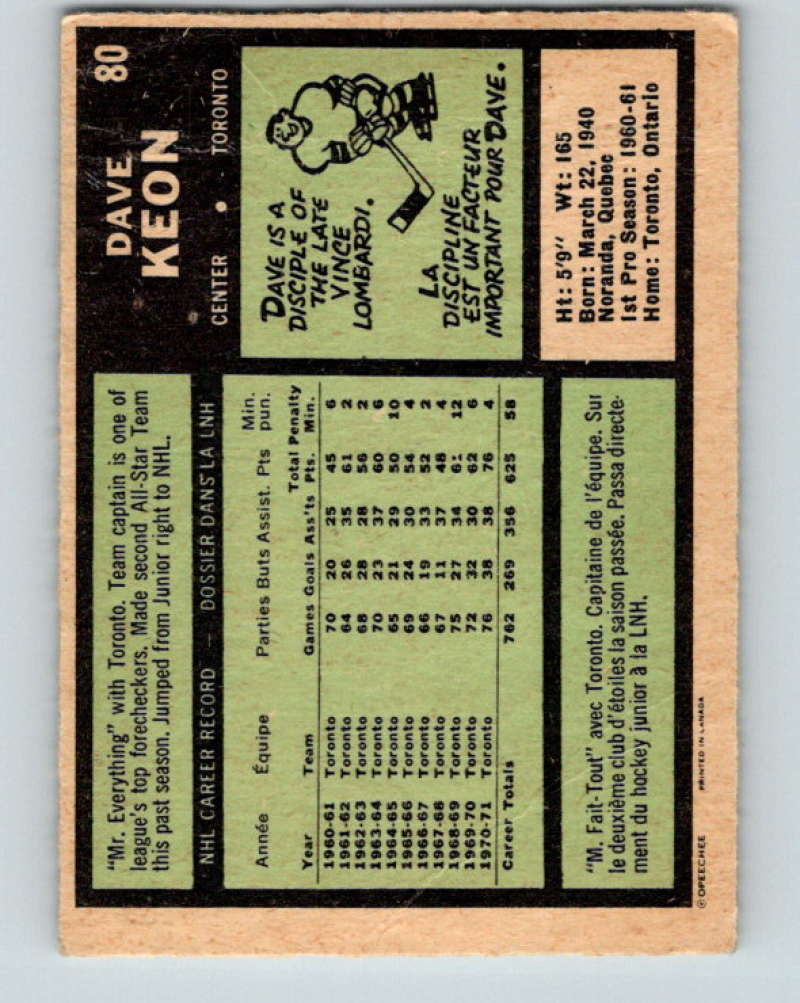 80
DAVE
KEON
CENTER • TORONTO
DAVE IS A
DISCIPLE OF
THE LATE
VINCE
LOMBARDI.
LA
DISCIPLINE
EST UN FACTEUR
IMPORTANT POUR DAVE.
Ht: 5'9" Wt: 165
Born: March 22, 1940
Noranda, Quebec
1st Pro Season: 1960-61
Home: Toronto, Ontario
"Mr. Everything" with Toronto. Team captain is one of
league's top forecheckers. Made second All-Star Team
this past season. Jumped from Junior right to NHL.
NHL CAREER RECORD — DOSSIER DANS LA LNH
Année Équipe Parties Buts Assist. Pts Min. pun.
Year Team Games Goals Ass'ts Total Pts. Penalty Min.
1960-61 Toronto 70 20 25 45 6
1961-62 Toronto 64 26 35 61 2
1962-63 Toronto 68 28 28 56 2
1963-64 Toronto 70 23 37 60 6
1964-65 Toronto 65 21 29 50 10
1965-66 Toronto 69 24 30 54 4
1966-67 Toronto 66 19 33 52 2
1967-68 Toronto 67 11 37 48 4
1968-69 Toronto 75 27 34 61 12
1969-70 Toronto 72 32 30 62 6
1970-71 Toronto 76 38 38 76 4
Career Totals 762 269 356 625 58
"M. Fait-Tout" avec Toronto. Capitaine de l'équipe. Sur
le deuxième club d'étoiles la saison passée. Passa directe-
ment du hockey junior à la LNH.
© OPEECHEE PRINTED IN CANADA